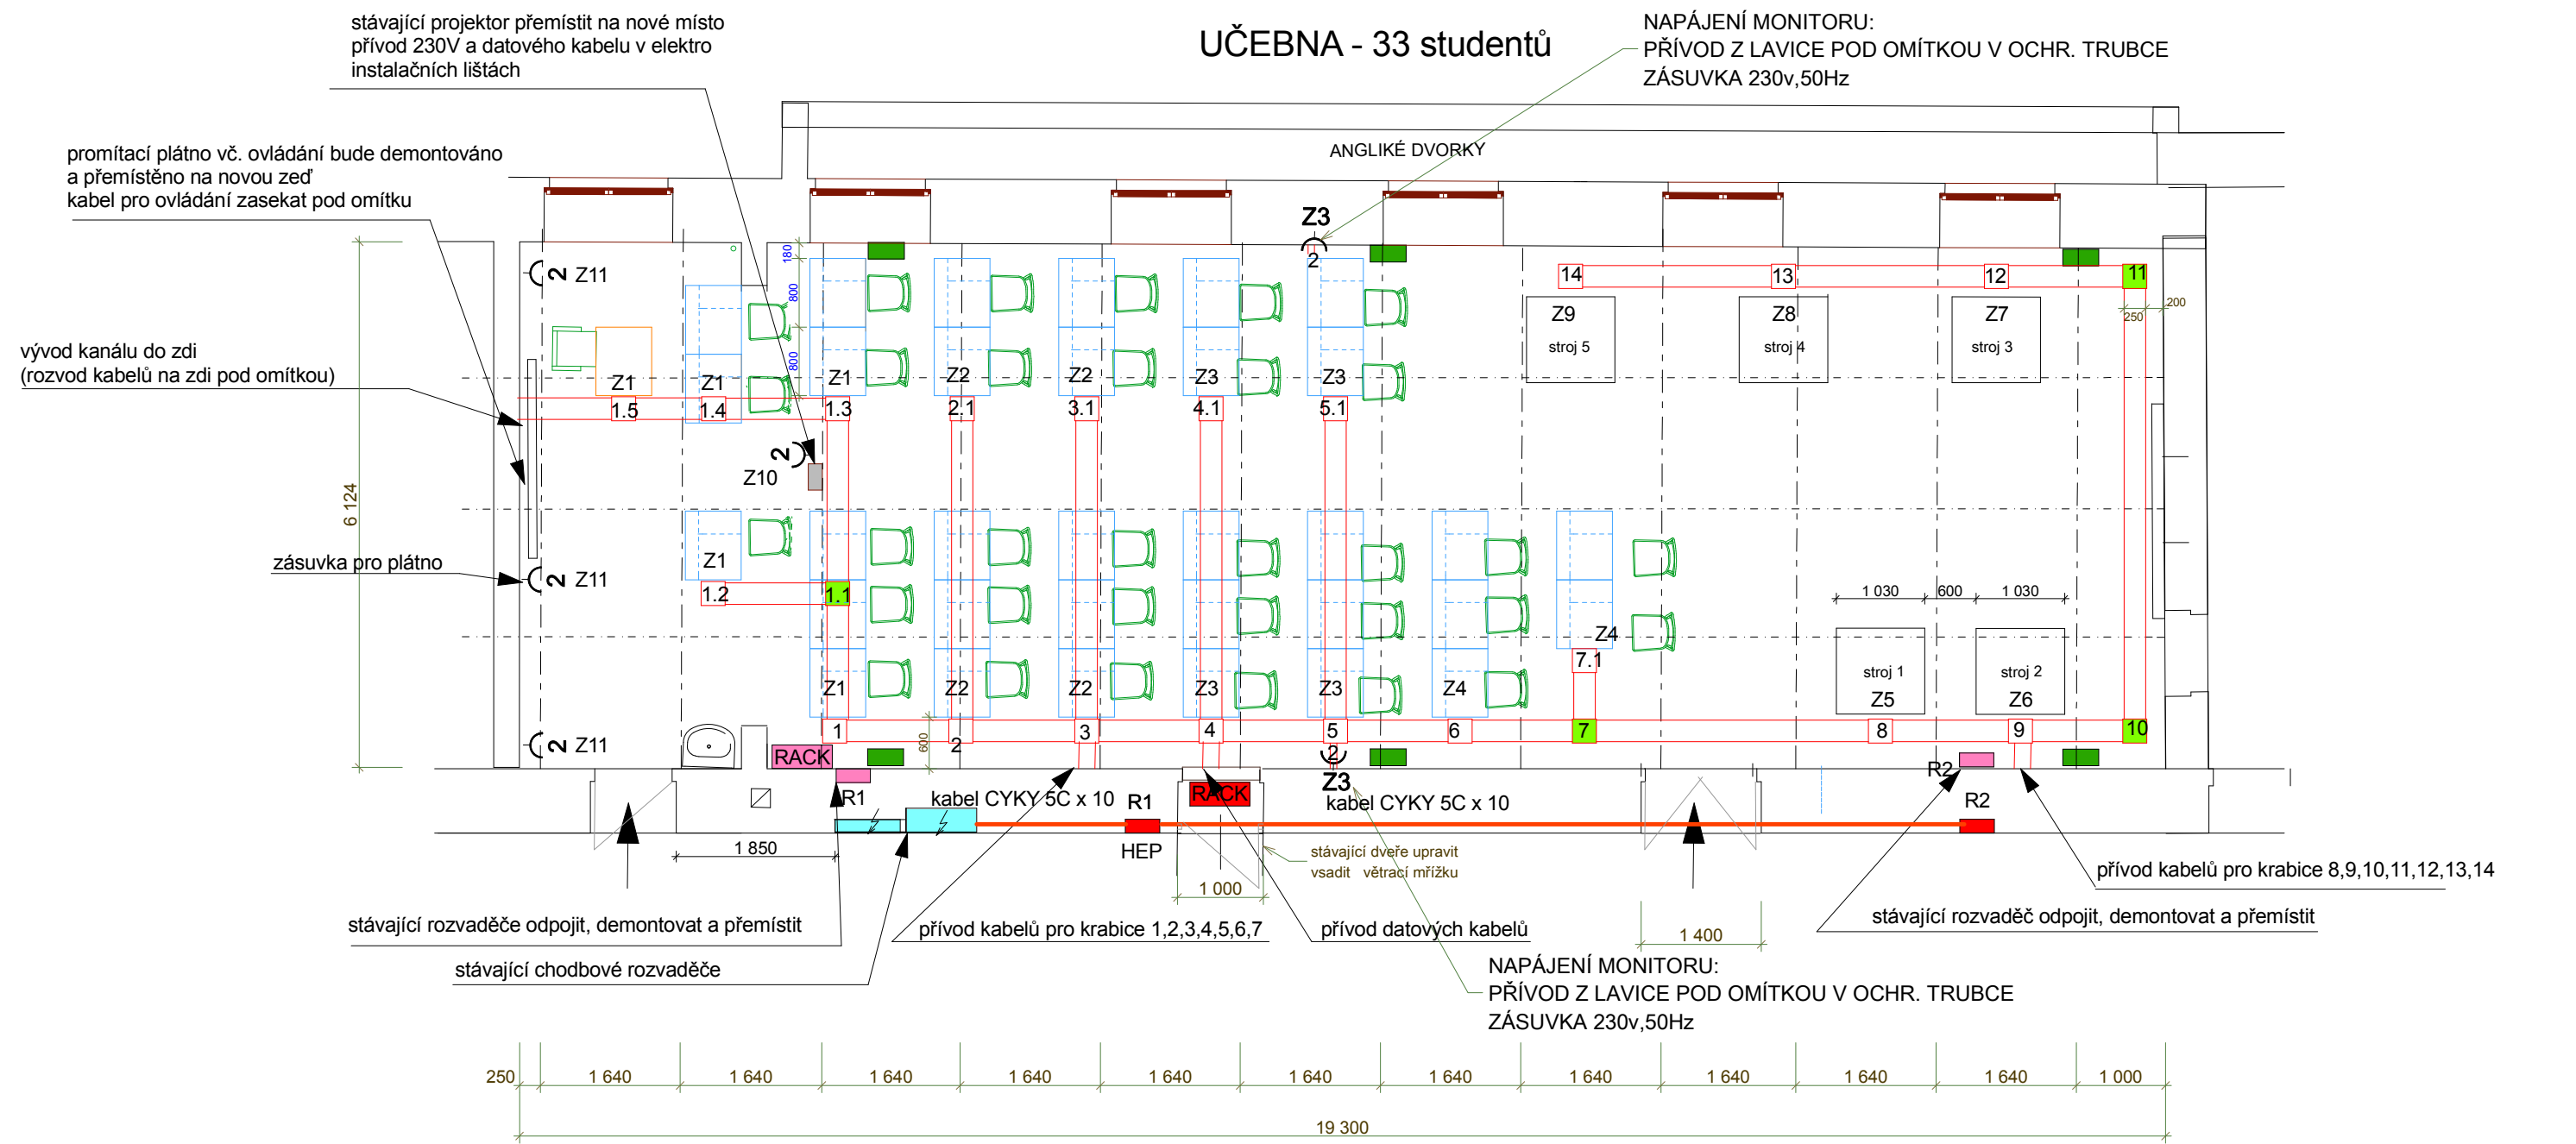 stávající projektor přemístit na nové místo
přívod 230V a datového kabelu v elektro
instalačních lištách
UČEBNA - 33 studentů
NAPÁJENÍ MONITORU:
PŘÍVOD Z LAVICE POD OMÍTKOU V OCHR. TRUBCE
ZÁSUVKA 230v,50Hz
promítací plátno vč. ovládání bude demontováno
a přemístěno na novou zeď
kabel pro ovládání zasekat pod omítku
ANGLIKÉ DVORKY
Z3
2
2 Z11
180
800
800
14
13
12
11
200
250
Z9
stroj 5
Z8
stroj 4
Z7
stroj 3
vývod kanálu do zdi
(rozvod kabelů na zdi pod omítkou)
Z1
Z1
Z1
Z2
Z2
Z3
Z3
1.5
1.4
1.3
2.1
3.1
4.1
5.1
2
Z10
6 124
zásuvka pro plátno
2 Z11
Z1
1.2
1.1
1 030
600
1 030
Z4
7.1
stroj 1
Z5
stroj 2
Z6
Z1
Z2
Z2
Z3
Z3
Z4
1
2
3
4
5
6
7
8
9
10
2 Z11
RACK
600
2
Z3
R1
kabel CYKY 5C x 10
R1
RACK
kabel CYKY 5C x 10
R2
R2
HEP
1 850
stávající dveře upravit
vsadit větrací mřížku
1 000
přívod kabelů pro krabice 8,9,10,11,12,13,14
stávající rozvaděče odpojit, demontovat a přemístit
přívod kabelů pro krabice 1,2,3,4,5,6,7
přívod datových kabelů
1 400
stávající rozvaděč odpojit, demontovat a přemístit
stávající chodbové rozvaděče
NAPÁJENÍ MONITORU:
PŘÍVOD Z LAVICE POD OMÍTKOU V OCHR. TRUBCE
ZÁSUVKA 230v,50Hz
250
1 640
1 640
1 640
1 640
1 640
1 640
1 640
1 640
1 640
1 640
1 640
1 000
19 300